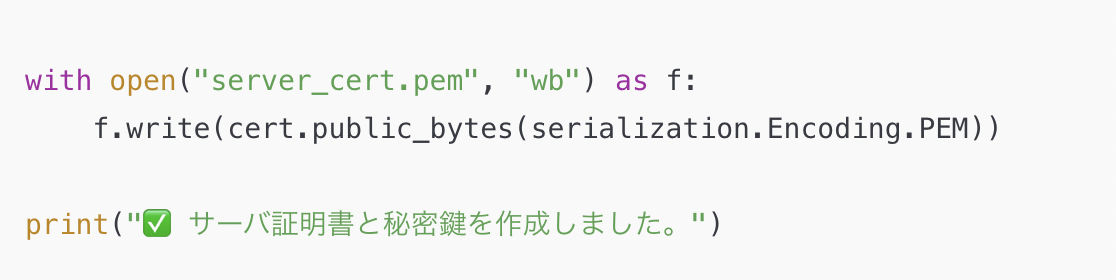 with open("server_cert.pem", "wb") as f:
    f.write(cert.public_bytes(serialization.Encoding.PEM))
print("✅ サーバ証明書と秘密鍵を作成しました。")